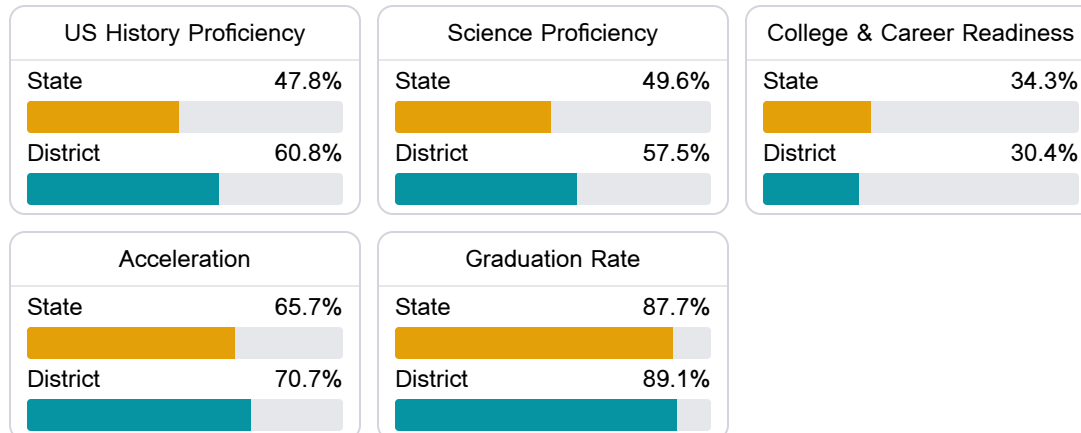 US History Proficiency
State 47.8%
District 60.8%
Science Proficiency
State 49.6%
District 57.5%
College & Career Readiness
State 34.3%
District 30.4%
Acceleration
State 65.7%
District 70.7%
Graduation Rate
State 87.7%
District 89.1%